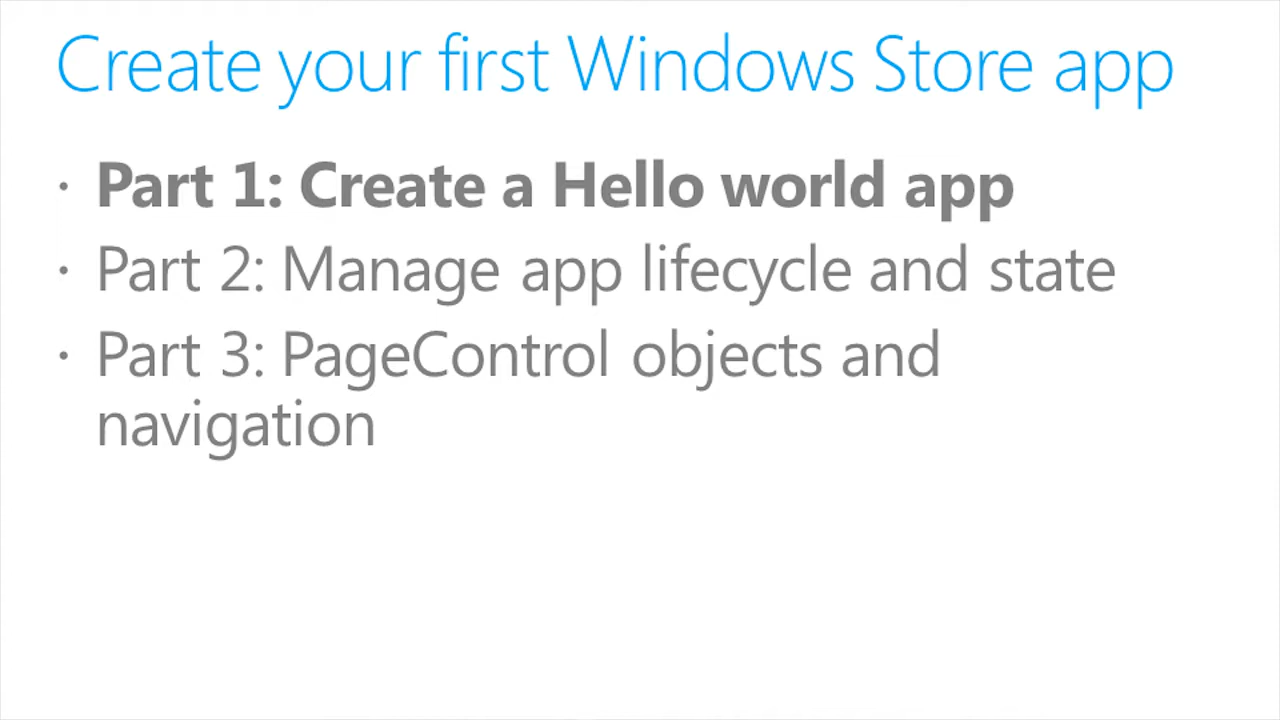 Create your first Windows Store app
· Part 1: Create a Hello world app
· Part 2: Manage app lifecycle and state
· Part 3: PageControl objects and
navigation